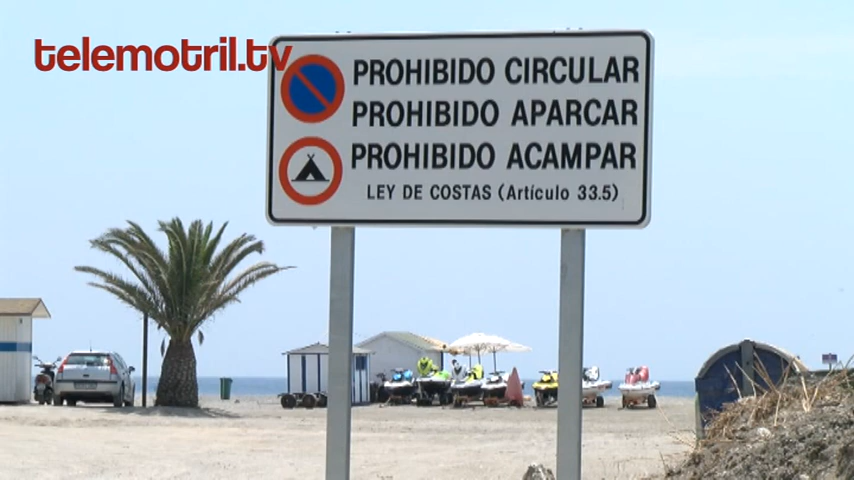 telemotril.tv
PROHIBIDO CIRCULAR
PROHIBIDO APARCAR
PROHIBIDO ACAMPAR
LEY DE COSTAS (Artículo 33.5)